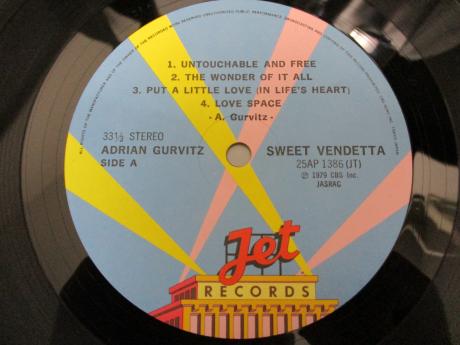 1. UNTOUCHABLE AND FREE
2. THE WONDER OF IT ALL
3. PUT A LITTLE LOVE (IN LIFE'S HEART)
4. LOVE SPACE
- A. Gurvitz -
33⅓ STEREO
ADRIAN GURVITZ
SIDE A
SWEET VENDETTA
25AP 1386 (JT)
℗ 1979 CBS Inc.
JASRAC
Jet
RECORDS